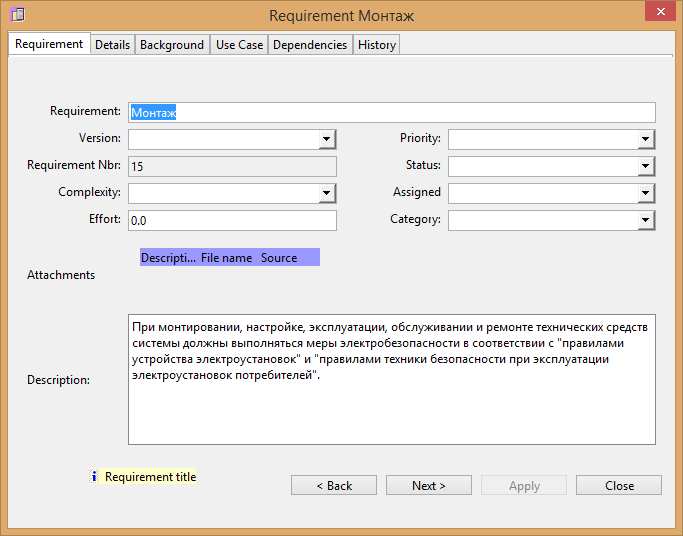 Requirement Монтаж
Requirement Details Background Use Case Dependencies History
Requirement: Монтаж
Version: Priority:
Requirement Nbr: 15 Status:
Complexity: Assigned
Effort: 0.0 Category:
Descripti... File name Source
Attachments
При монтировании, настройке, эксплуатации, обслуживании и ремонте технических средств
системы должны выполняться меры электробезопасности в соответствии с "правилами
устройства электроустановок" и "правилами техники безопасности при эксплуатации
электроустановок потребителей".
Description:
i Requirement title
< Back Next > Apply Close